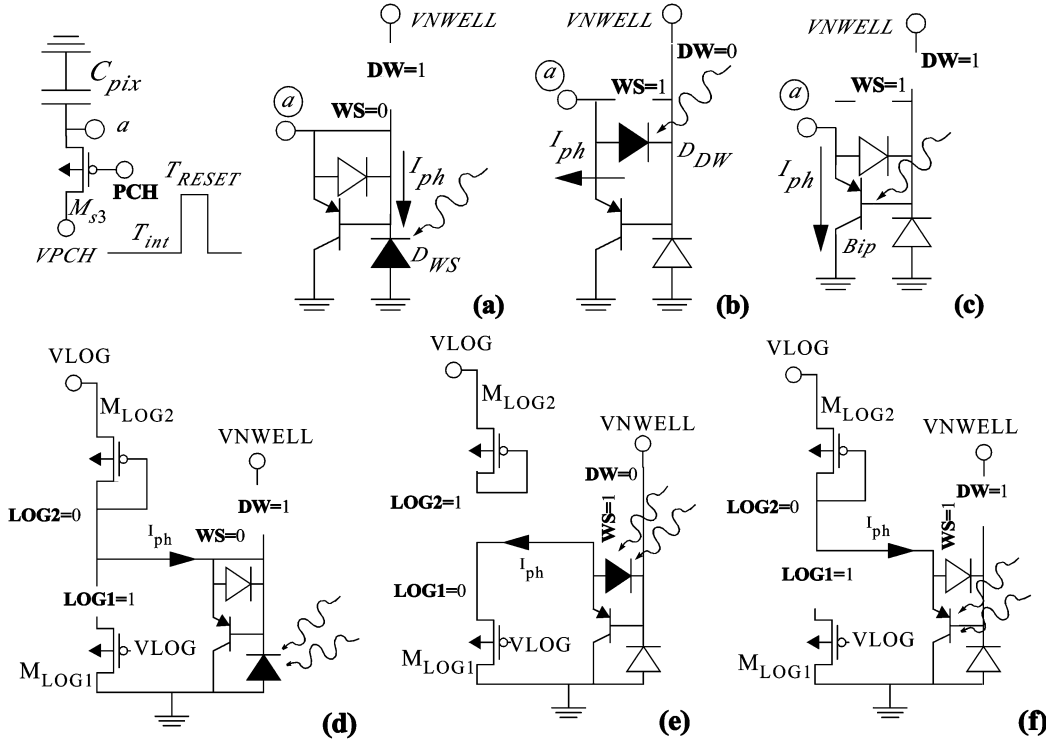 C_pix
a
PCH
M_s3
VPCH
T_int
T_RESET
VNWELL
DW=1
WS=0
a
I_ph
D_WS
(a)
VNWELL
DW=0
WS=1
a
I_ph
D_DW
(b)
VNWELL
DW=1
WS=1
a
I_ph
Bip
(c)
VLOG
M_LOG2
VNWELL
LOG2=0
DW=1
I_ph
WS=0
LOG1=1
VLOG
M_LOG1
(d)
VLOG
M_LOG2
VNWELL
DW=0
LOG2=1
WS=1
I_ph
LOG1=0
VLOG
M_LOG1
(e)
VLOG
M_LOG2
VNWELL
DW=1
LOG2=0
WS=1
I_ph
LOG1=1
VLOG
M_LOG1
(f)